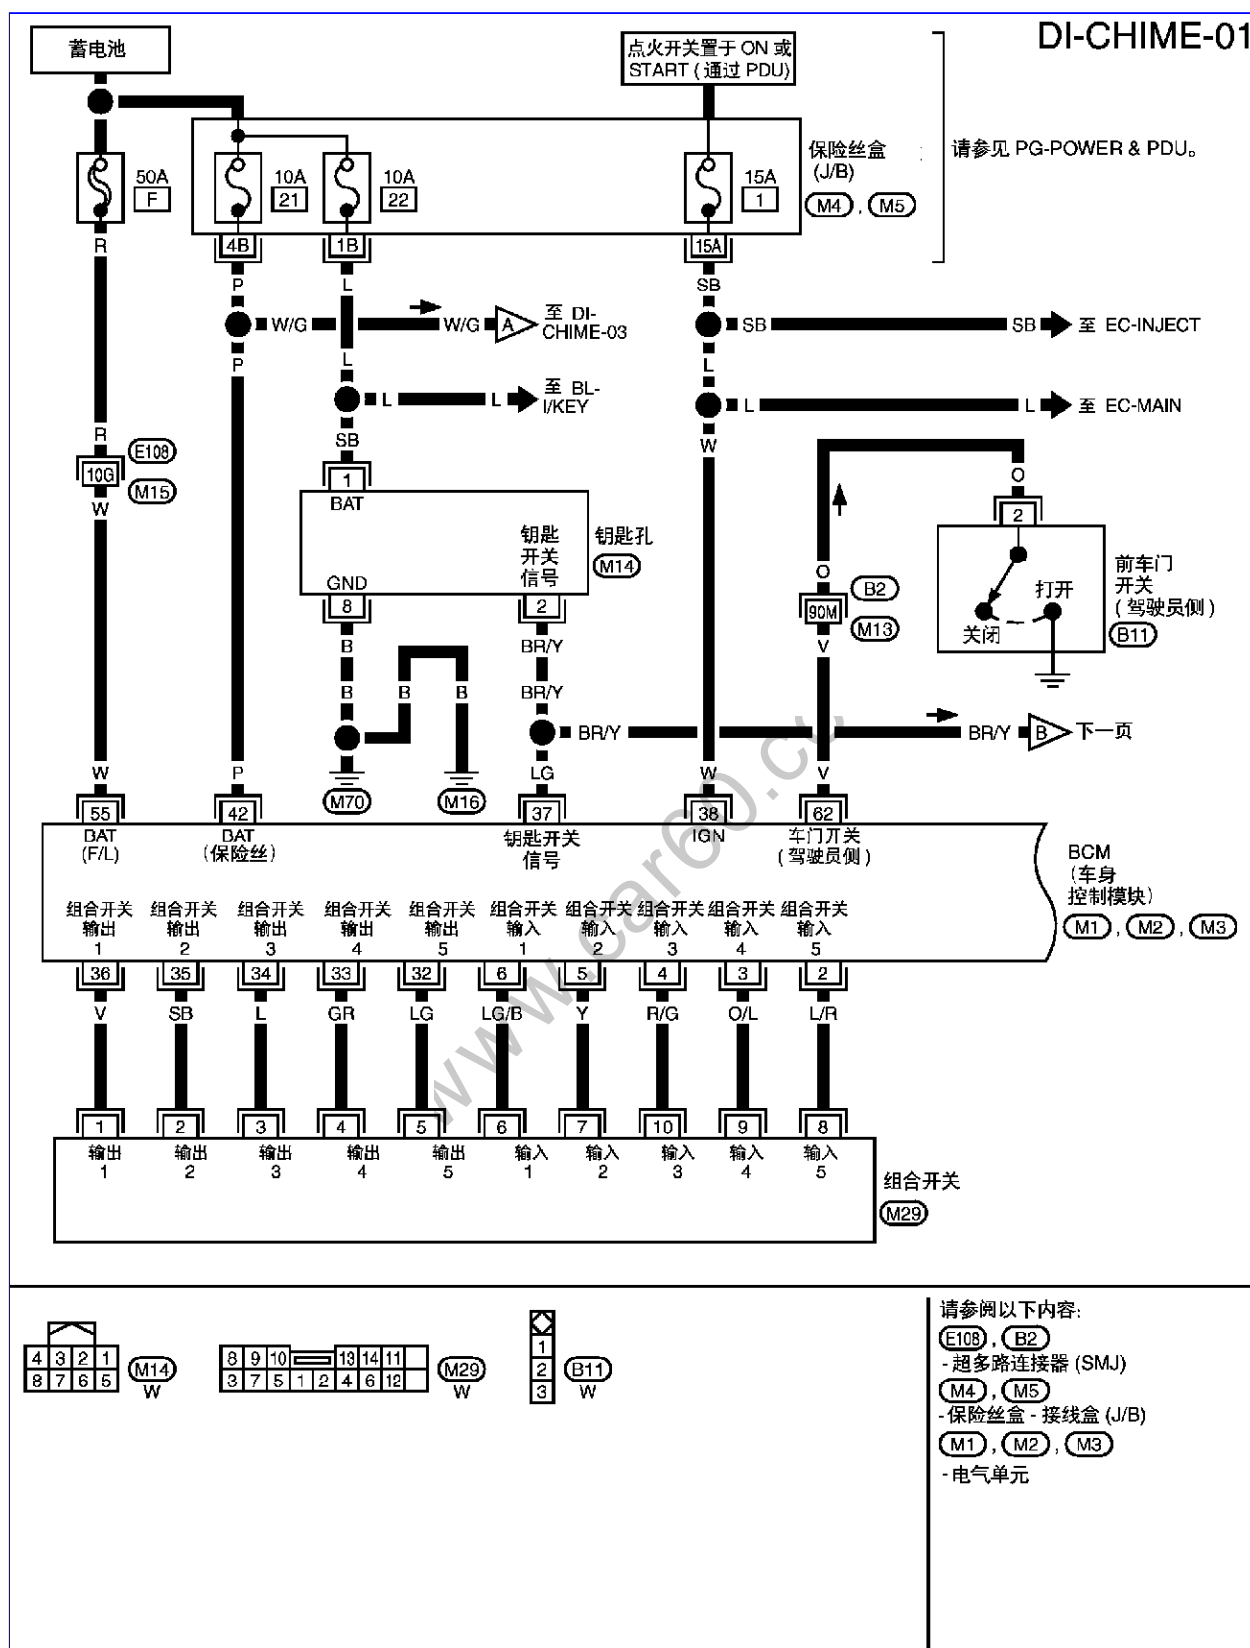 DI-CHIME-01
蓄电池
点火开关置于 ON 或
START ( 通过 PDU)
50A
F
10A
21
10A
22
15A
1
保险丝盒
(J/B)
M4 , M5
请参见 PG-POWER & PDU。
R
4B
1B
15A
P
L
SB
W/G
W/G
A
至 DI-
CHIME-03
SB
SB
至 EC-INJECT
P
L
L
L
L
至 BL-
I/KEY
L
L
至 EC-MAIN
R
SB
W
10G
E108
M15
W
1
BAT
钥匙
开关
信号
钥匙孔
M14
GND
8
2
O
2
打开
关闭
前车门
开关
( 驾驶员侧 )
B11
O
90M
B2
M13
V
B
BR/Y
B
B
B
BR/Y
BR/Y
BR/Y
B
下一页
W
P
M70
M16
LG
W
V
55
42
37
38
62
BAT
(F/L)
BAT
(保险丝)
钥匙开关
信号
IGN
车门开关
( 驾驶员侧 )
BCM
(车身
控制模块)
M1 , M2 , M3
组合开关
输出
1
组合开关
输出
2
组合开关
输出
3
组合开关
输出
4
组合开关
输出
5
组合开关
输入
1
组合开关
输入
2
组合开关
输入
3
组合开关
输入
4
组合开关
输入
5
36
35
34
33
32
6
5
4
3
2
V
SB
L
GR
LG
LG/B
Y
R/G
O/L
L/R
1
2
3
4
5
6
7
10
9
8
输出
1
输出
2
输出
3
输出
4
输出
5
输入
1
输入
2
输入
3
输入
4
输入
5
组合开关
M29
www.car60.co
4 3 2 1
8 7 6 5
M14
W
8 9 10 13 14 11
3 7 5 1 2 4 6 12
M29
W
1
2
3
B11
W
请参阅以下内容:
E108 , B2
- 超多路连接器 (SMJ)
M4 , M5
- 保险丝盒 - 接线盒 (J/B)
M1 , M2 , M3
- 电气单元